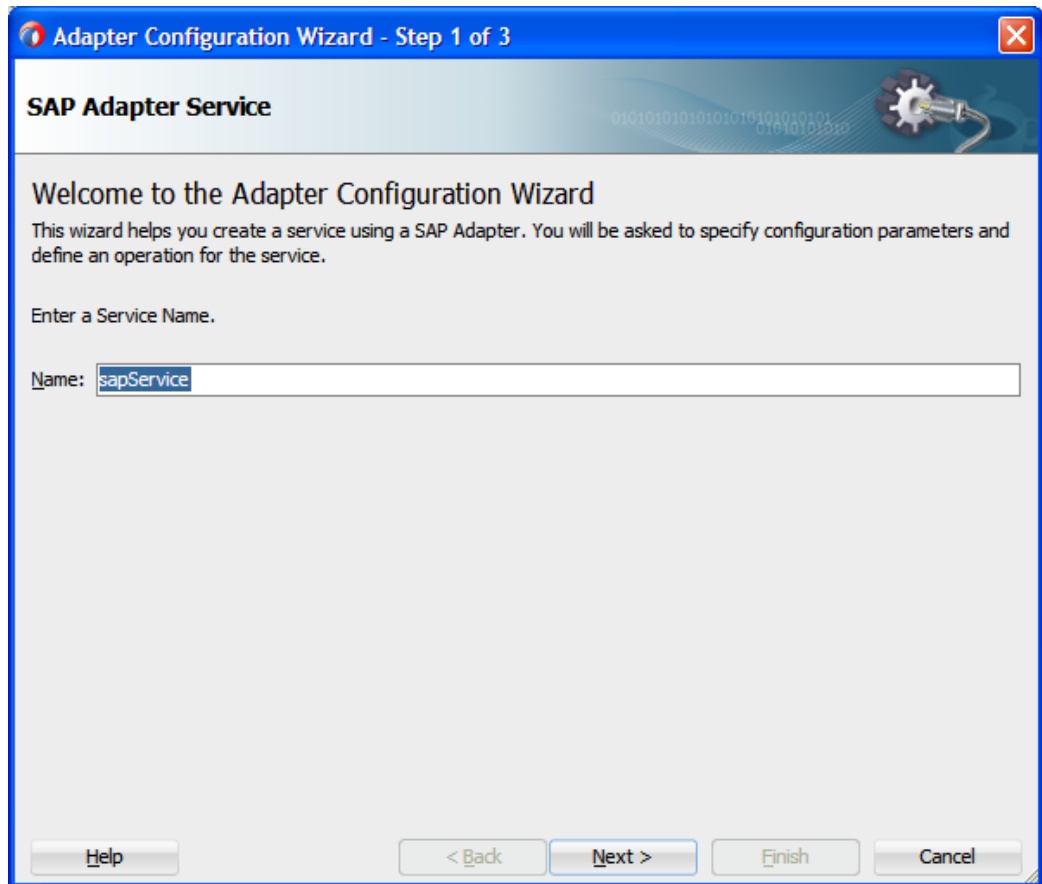 Adapter Configuration Wizard - Step 1 of 3
SAP Adapter Service
Welcome to the Adapter Configuration Wizard
This wizard helps you create a service using a SAP Adapter. You will be asked to specify configuration parameters and
define an operation for the service.
Enter a Service Name.
Name: sapService
Help < Back Next > Finish Cancel